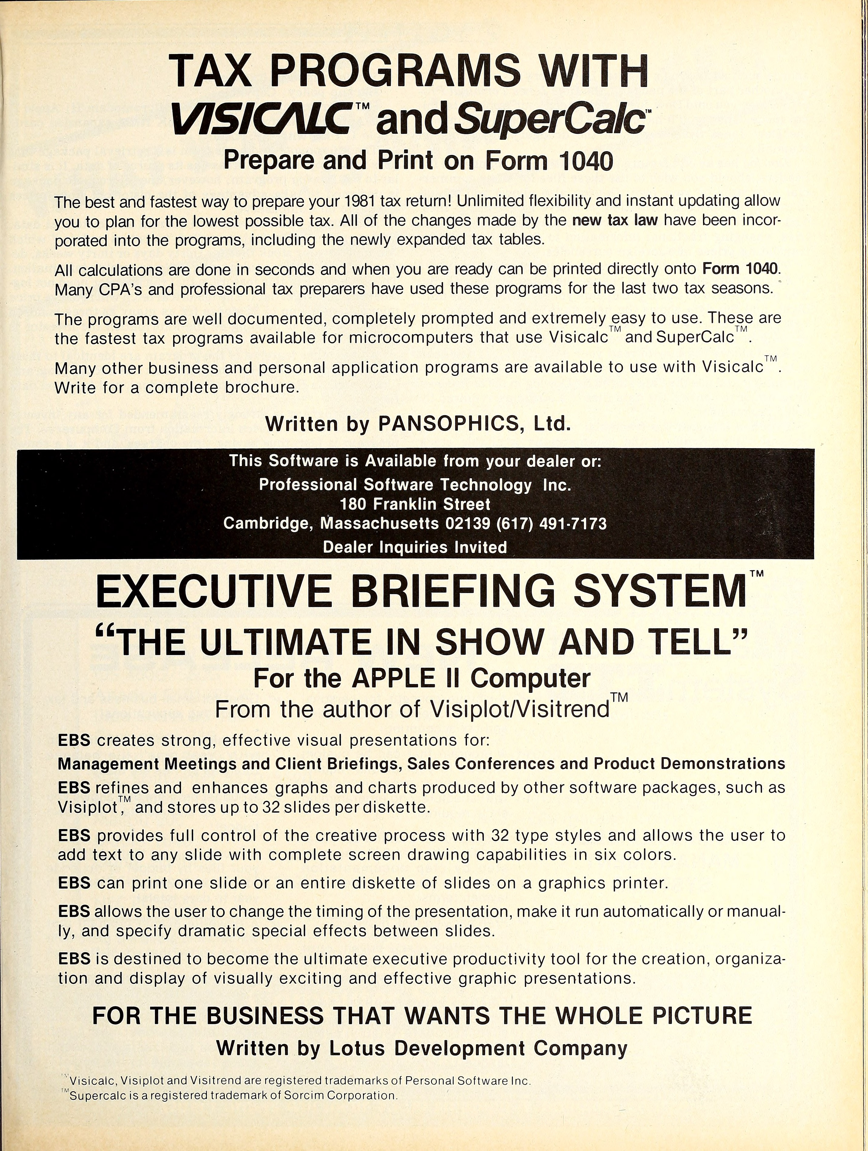 TAX PROGRAMS WITH
VISICALC™ and SuperCalc™
Prepare and Print on Form 1040
The best and fastest way to prepare your 1981 tax return! Unlimited flexibility and instant updating allow
you to plan for the lowest possible tax. All of the changes made by the new tax law have been incor-
porated into the programs, including the newly expanded tax tables.
All calculations are done in seconds and when you are ready can be printed directly onto Form 1040.
Many CPA's and professional tax preparers have used these programs for the last two tax seasons.
The programs are well documented, completely prompted and extremely easy to use. These are
the fastest tax programs available for microcomputers that use Visicalc™ and SuperCalc™.
Many other business and personal application programs are available to use with Visicalc™.
Write for a complete brochure.
Written by PANSOPHICS, Ltd.
This Software is Available from your dealer or:
Professional Software Technology Inc.
180 Franklin Street
Cambridge, Massachusetts 02139 (617) 491-7173
Dealer Inquiries Invited
EXECUTIVE BRIEFING SYSTEM™
“THE ULTIMATE IN SHOW AND TELL”
For the APPLE II Computer
From the author of Visiplot/Visitrend™
EBS creates strong, effective visual presentations for:
Management Meetings and Client Briefings, Sales Conferences and Product Demonstrations
EBS refines and enhances graphs and charts produced by other software packages, such as
Visiplot,™ and stores up to 32 slides per diskette.
EBS provides full control of the creative process with 32 type styles and allows the user to
add text to any slide with complete screen drawing capabilities in six colors.
EBS can print one slide or an entire diskette of slides on a graphics printer.
EBS allows the user to change the timing of the presentation, make it run automatically or manual-
ly, and specify dramatic special effects between slides.
EBS is destined to become the ultimate executive productivity tool for the creation, organiza-
tion and display of visually exciting and effective graphic presentations.
FOR THE BUSINESS THAT WANTS THE WHOLE PICTURE
Written by Lotus Development Company
™Visicalc, Visiplot and Visitrend are registered trademarks of Personal Software Inc.
™Supercalc is a registered trademark of Sorcim Corporation.